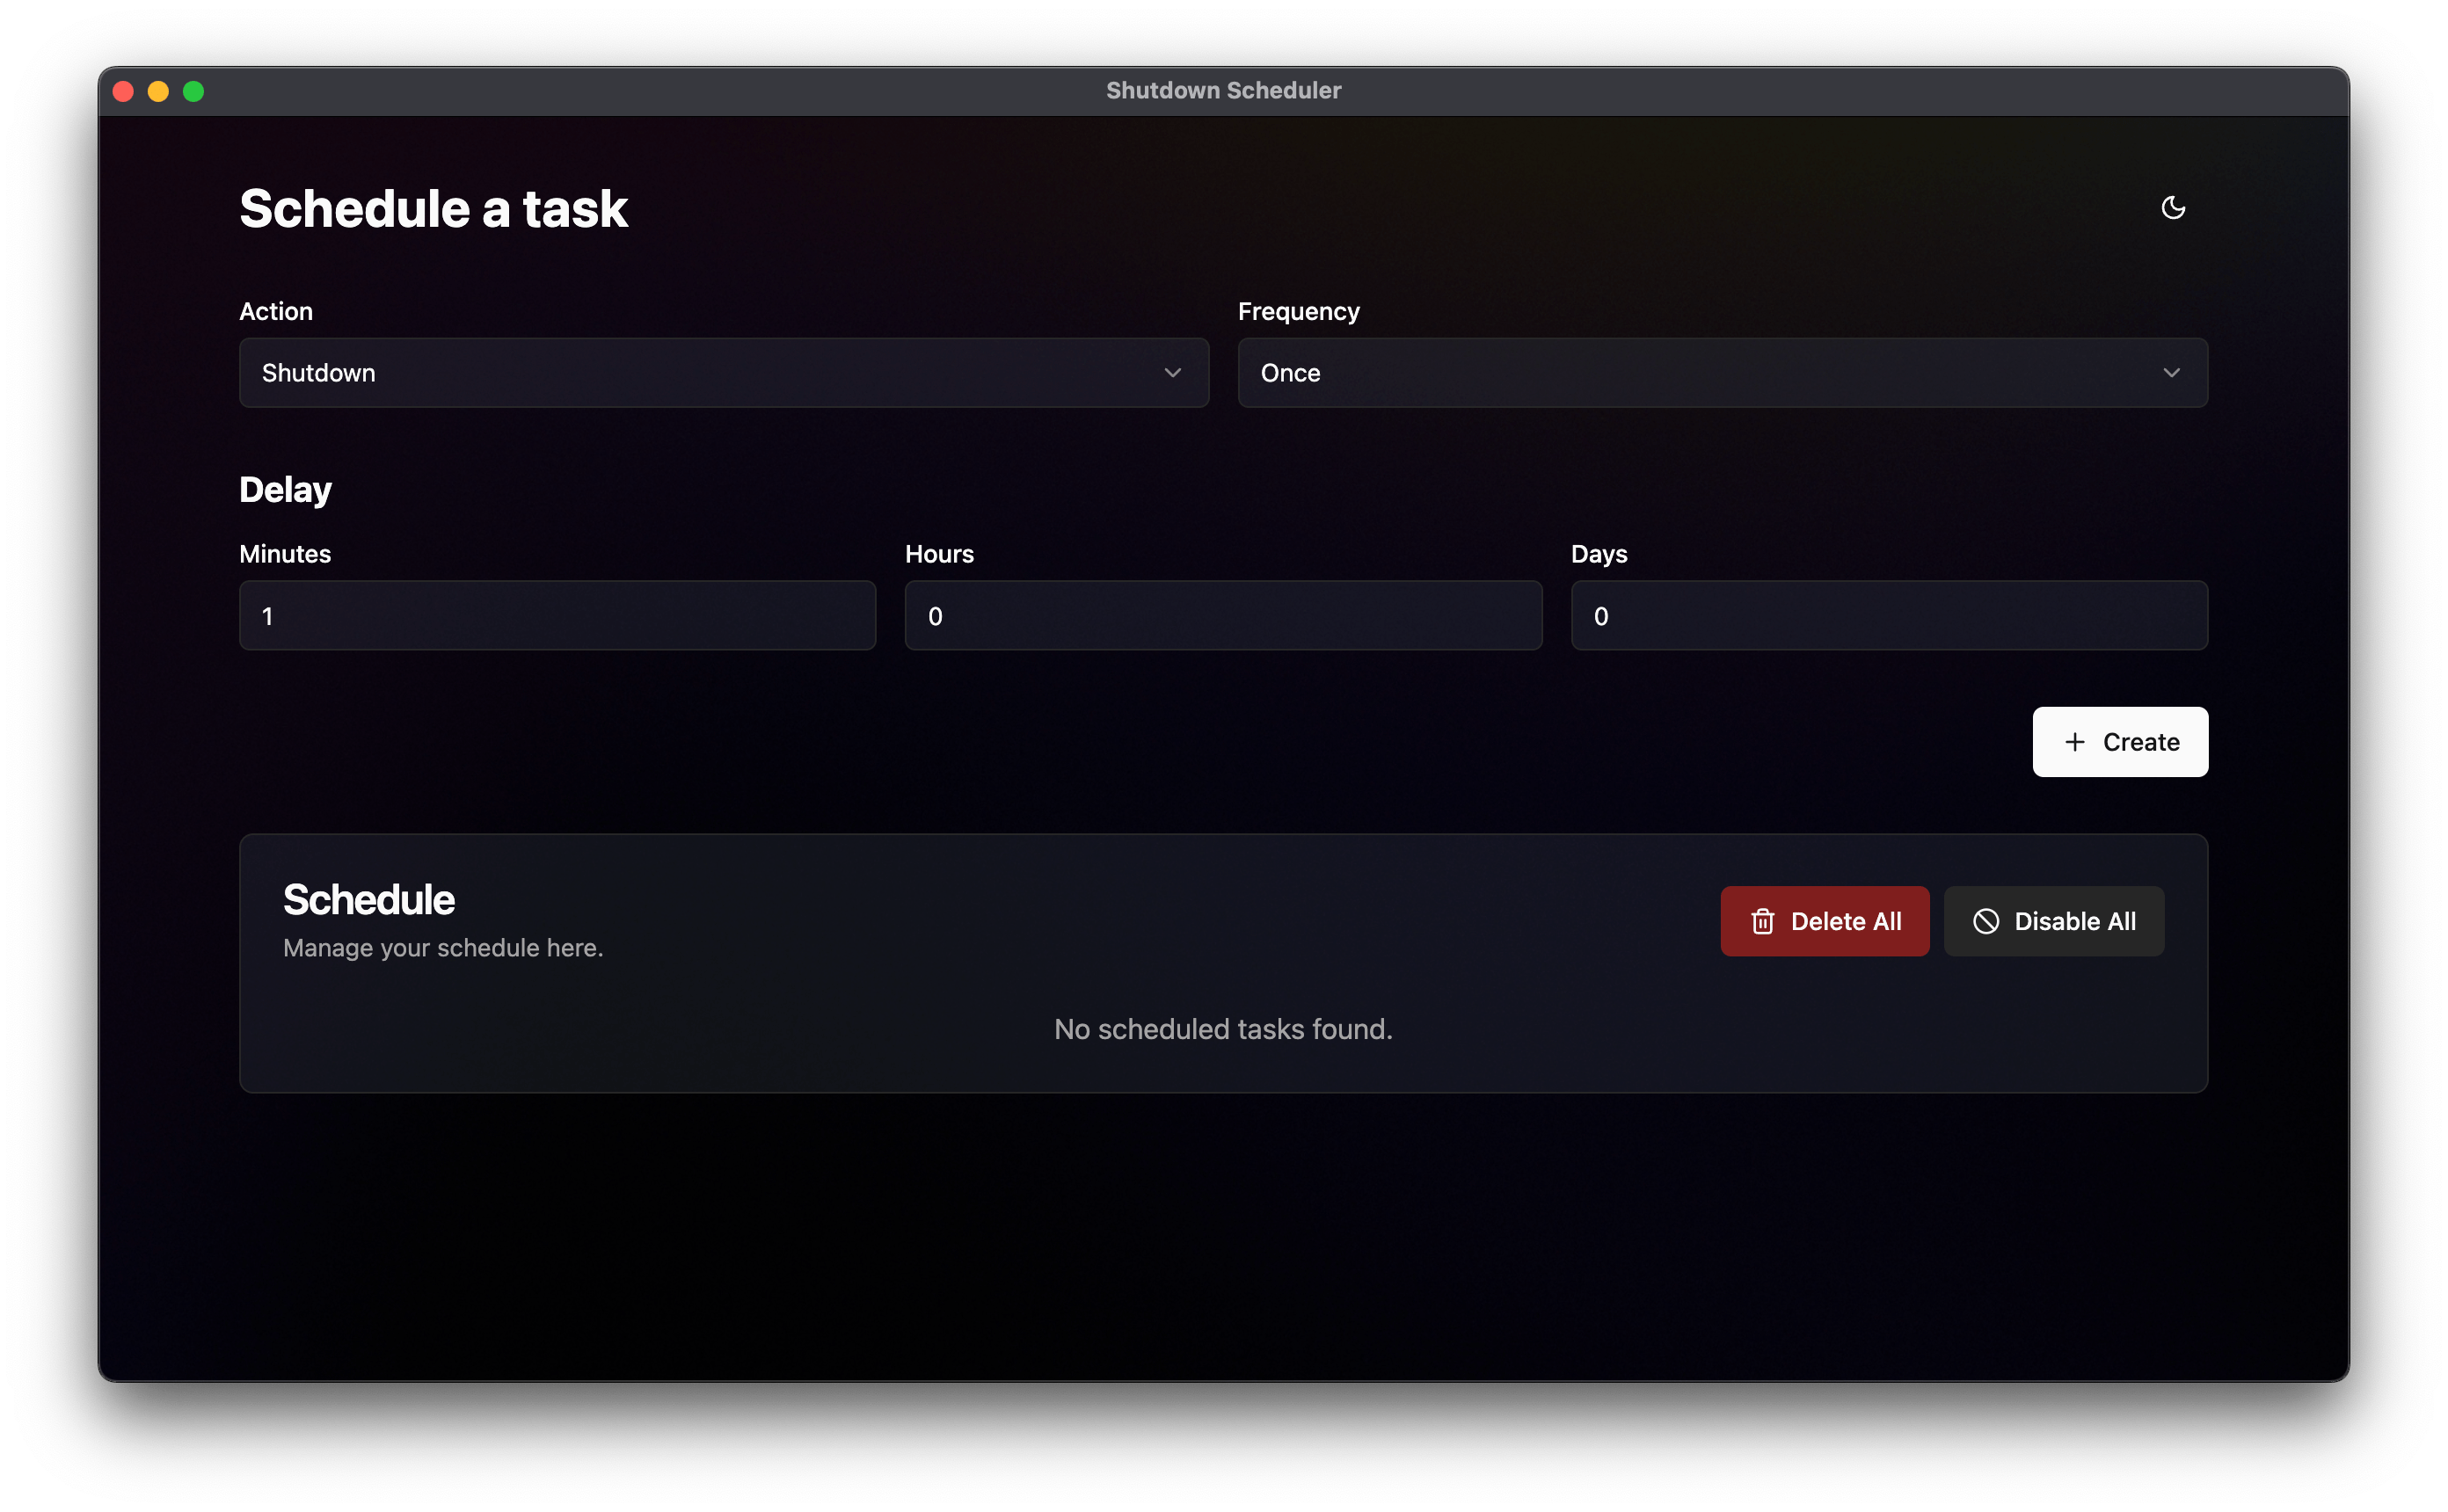 Shutdown Scheduler
Schedule a task
Action
Frequency
Shutdown
Once
Delay
Minutes
Hours
Days
1
0
0
Create
Schedule
Manage your schedule here.
Delete All
Disable All
No scheduled tasks found.